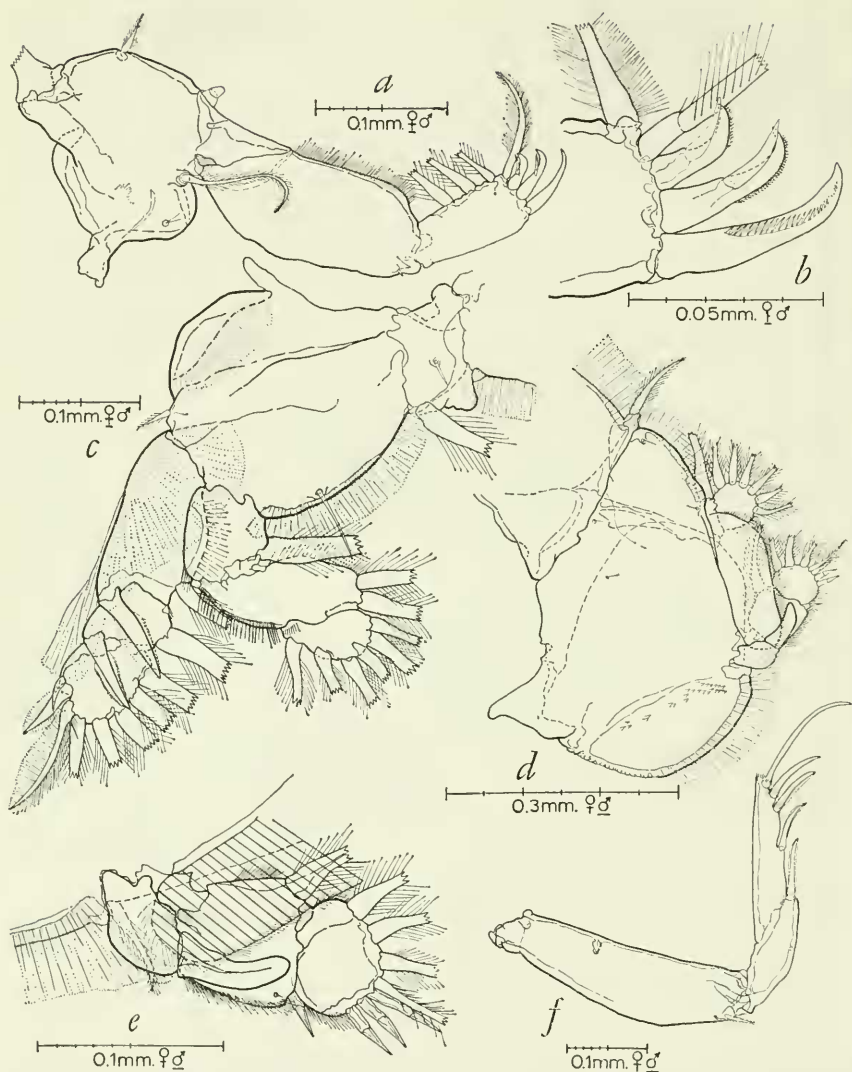 a
0.1mm. ♀♂
b
0.05mm. ♀♂
c
0.1mm. ♀♂
d
0.3mm. ♀♂
e
0.1mm. ♀♂
f
0.1mm. ♀♂